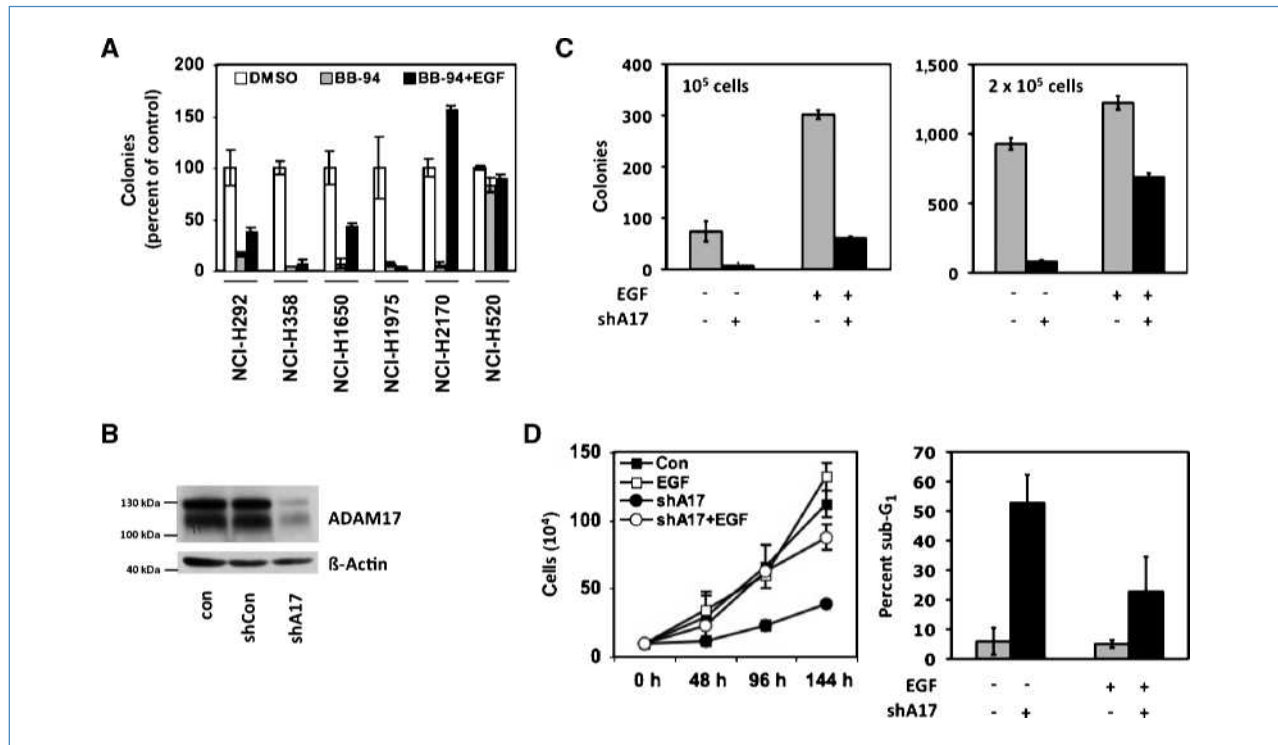 A
Colonies
(percent of control)
200
150
100
50
0
DMSO BB-94 BB-94+EGF
NCI-H292
NCI-H358
NCI-H1650
NCI-H1975
NCI-H2170
NCI-H520
B
130 kDa
100 kDa
40 kDa
ADAM17
ß-Actin
con
shCon
shA17
C
Colonies
400
300
200
100
0
10⁵ cells
1,500
1,000
500
0
2 x 10⁵ cells
EGF - - + + - - + +
shA17 - + - + - + - +
D
Cells (10⁴)
150
100
50
0
Con
EGF
shA17
shA17+EGF
0 h 48 h 96 h 144 h
Percent sub-G₁
70
60
50
40
30
20
10
0
EGF - - + +
shA17 - + - +